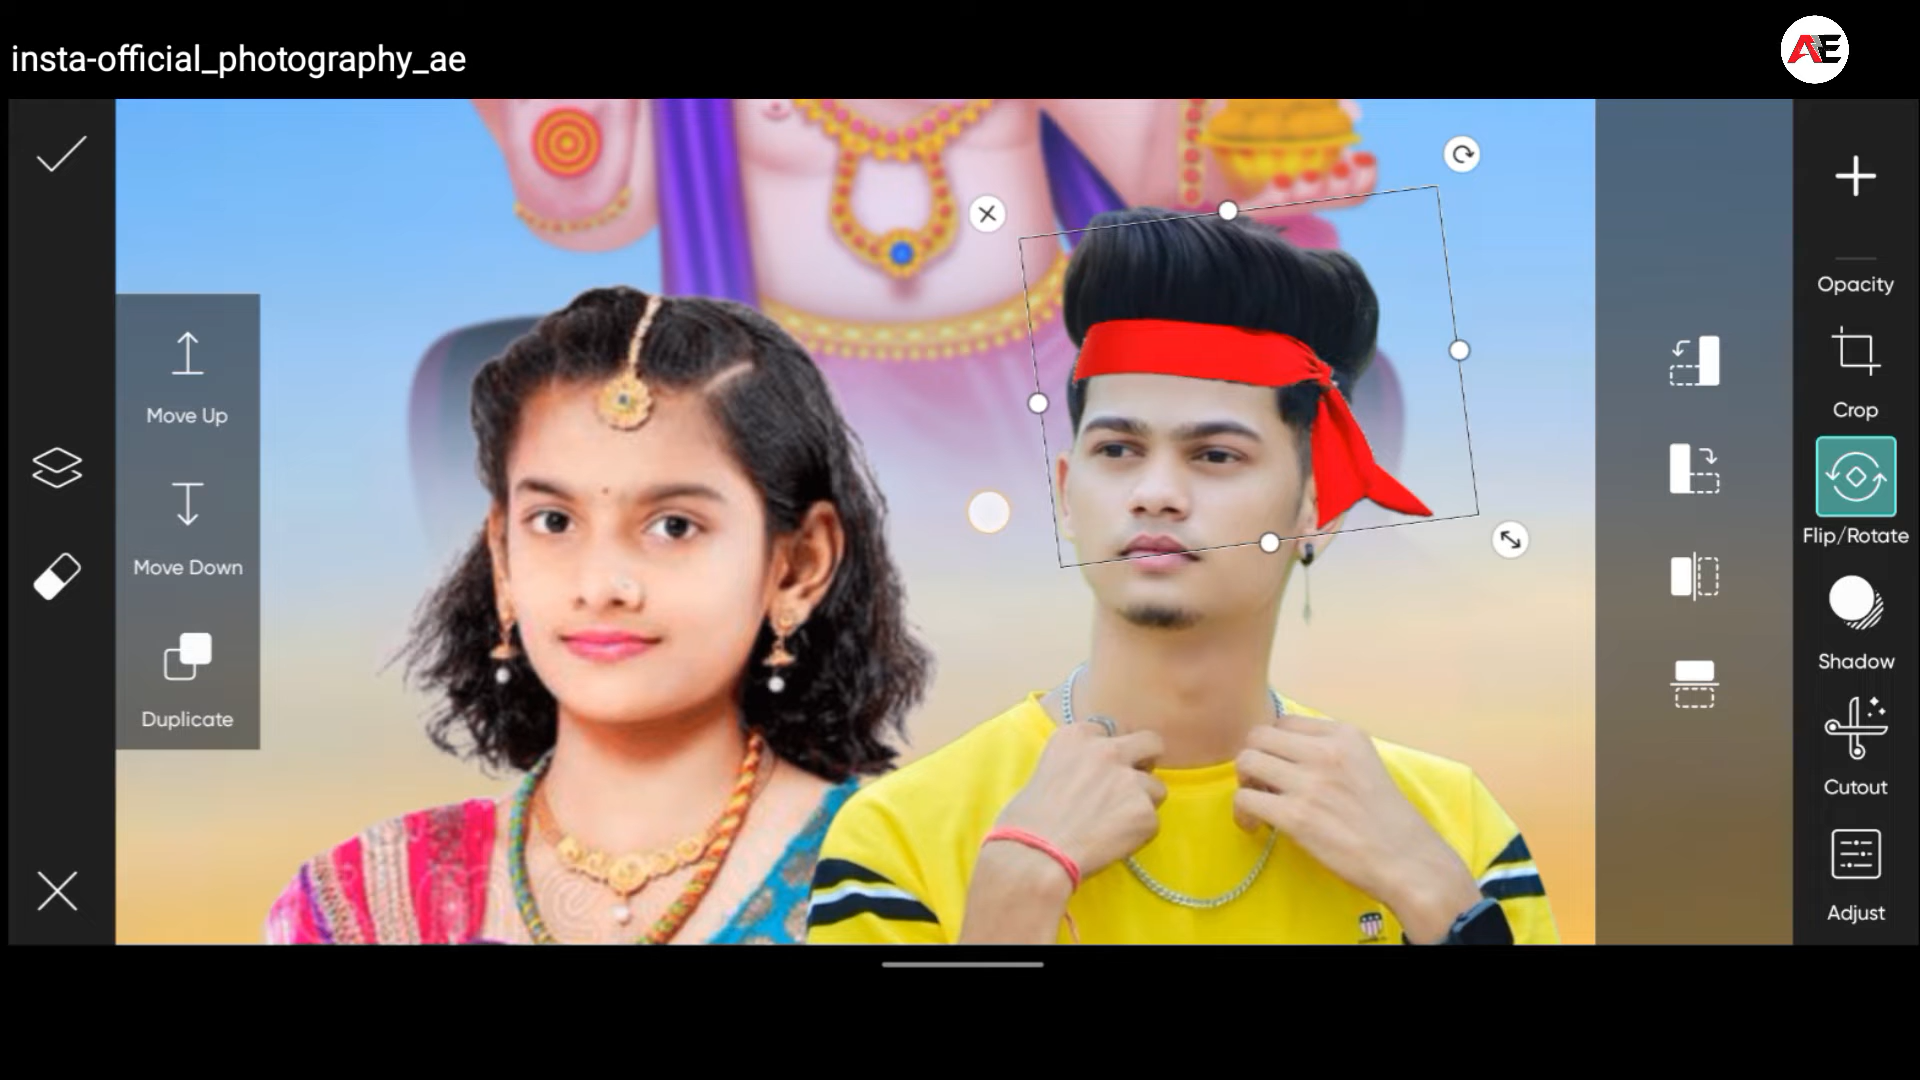 insta-official_photography_ae
AE
Move Up
Move Down
Duplicate
Opacity
Crop
Flip/Rotate
Shadow
Cutout
Adjust